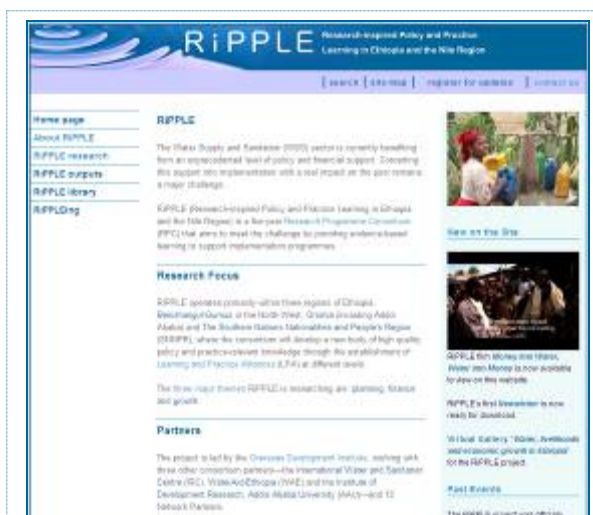 RiPPLE
Research-inspired Policy and Practice
Learning in Ethiopia and the Nile Region
search | site map | register for updates | contact us
Home page
About RiPPLE
RiPPLE research
RiPPLE outputs
RiPPLE library
RiPPLEing
RiPPLE
The Water Supply and Sanitation (WSS) sector is currently benefiting
from an unprecedented level of policy and financial support. Converting
this support into implementation with a real impact on the poor remains
a major challenge.
RiPPLE (Research-inspired Policy and Practice Learning in Ethiopia
and the Nile Region) is a five-year Research Programme Consortium
(RPC) that aims to meet the challenge by providing evidence-based
learning to support implementation programmes.
Research Focus
RiPPLE operates primarily within three regions of Ethiopia:
Benishangul-Gumuz in the North West, Oromia (including Addis
Ababa) and The Southern Nations Nationalities and People's Region
(SNNPR), where the consortium will develop a new body of high quality
policy and practice-relevant knowledge through the establishment of
Learning and Practice Alliances (LPA) at different levels.
The three major themes RiPPLE is researching are: planning, finance
and growth.
Partners
The project is led by the Overseas Development Institute, working with
three other consortium partners—the International Water and Sanitation
Centre (IRC), WaterAid Ethiopia (WAE) and the Institute of
Development Research, Addis Ababa University (AAU)—and 10
Network Partners.
New on the Site
RiPPLE film Money into Water,
Water into Money is now available
to view on this website.
RiPPLE's first Newsletter is now
ready for download.
Virtual Gallery 'Water, livelihoods
and economic growth in Ethiopia'
for the RiPPLE project.
Past Events
The RiPPLE project was officially